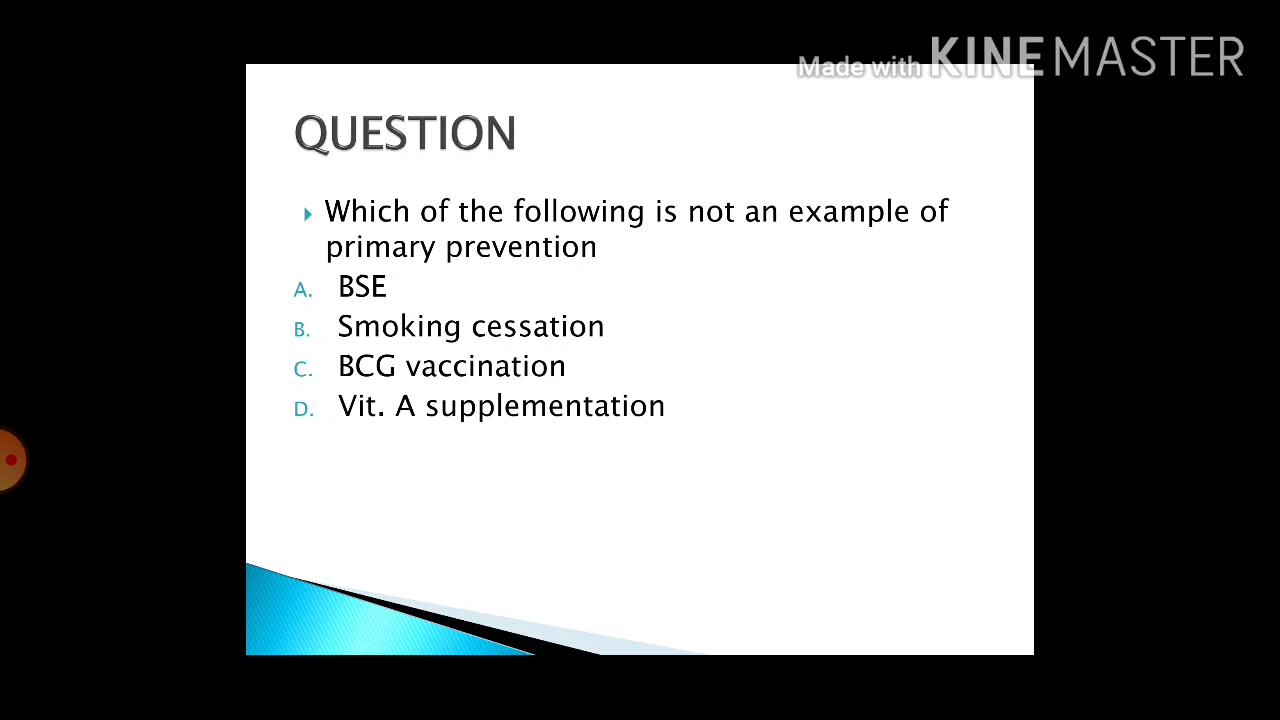 Made with KINEMASTER
QUESTION
Which of the following is not an example of
primary prevention
A. BSE
B. Smoking cessation
C. BCG vaccination
D. Vit. A supplementation